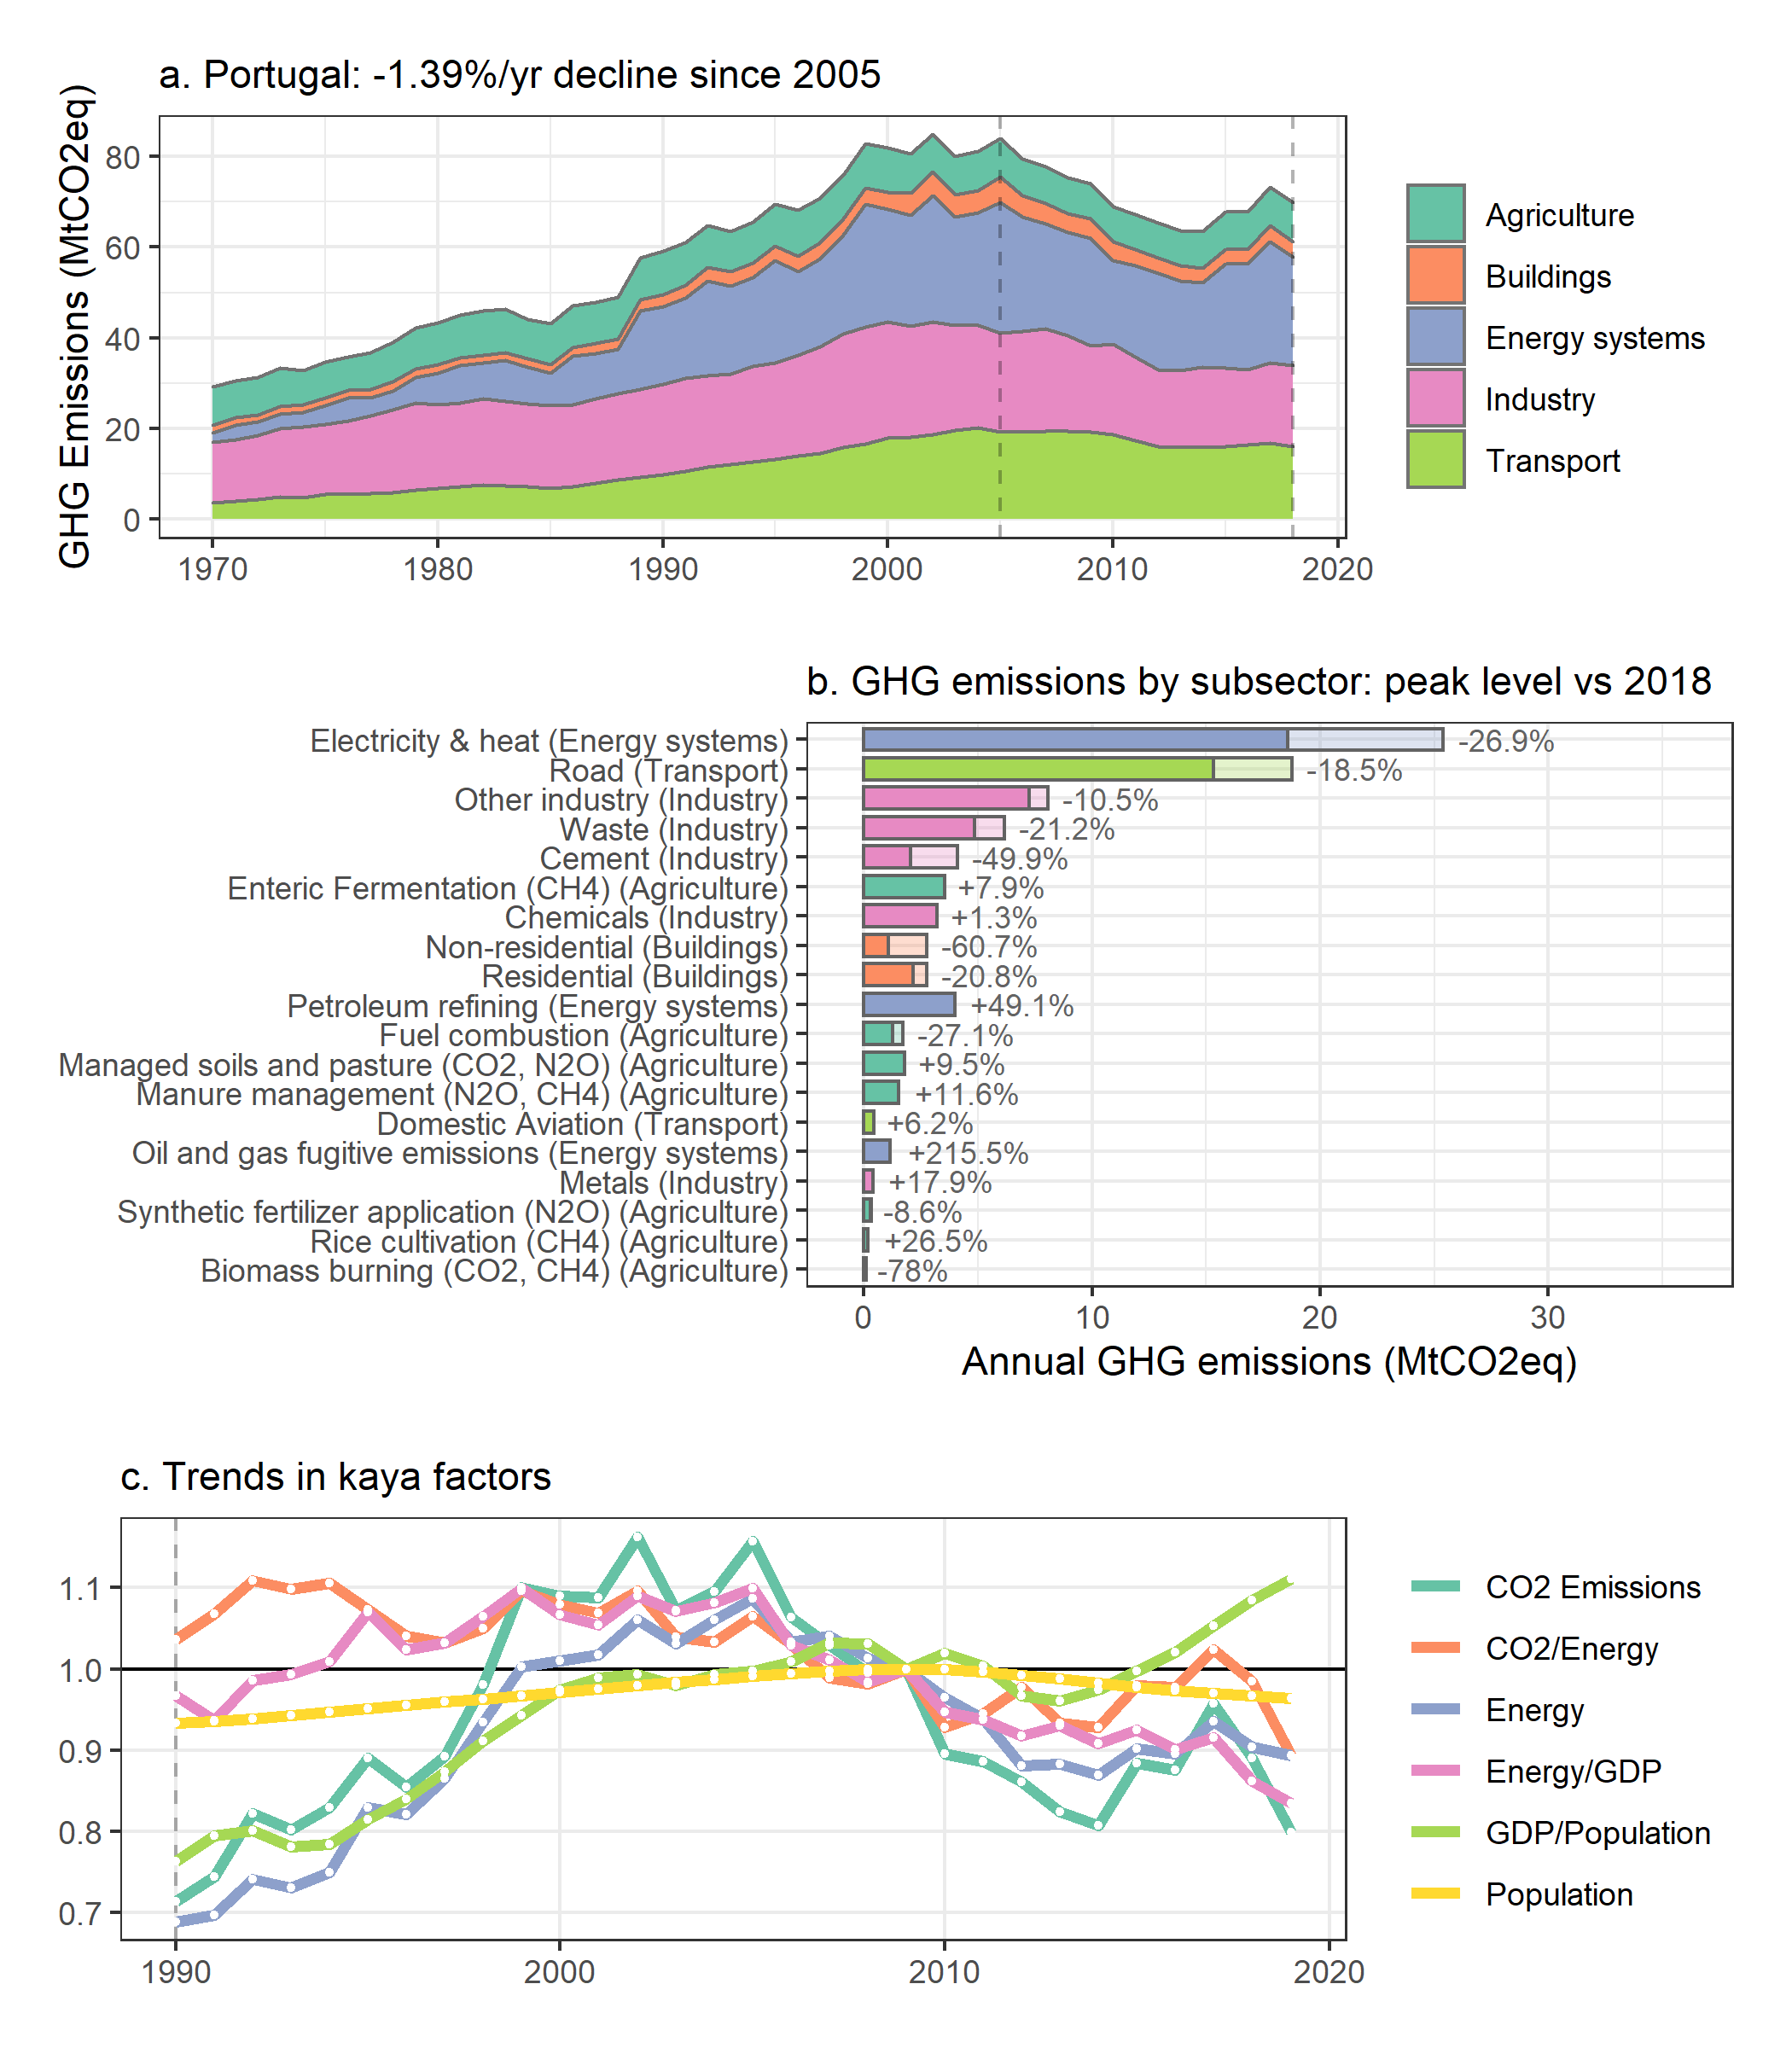 a. Portugal: -1.39%/yr decline since 2005
GHG Emissions (MtCO2eq)
80
60
40
20
0
1970 1980 1990 2000 2010 2020
Agriculture
Buildings
Energy systems
Industry
Transport
b. GHG emissions by subsector: peak level vs 2018
Electricity & heat (Energy systems) -26.9%
Road (Transport) -18.5%
Other industry (Industry) -10.5%
Waste (Industry) -21.2%
Cement (Industry) -49.9%
Enteric Fermentation (CH4) (Agriculture) +7.9%
Chemicals (Industry) +1.3%
Non-residential (Buildings) -60.7%
Residential (Buildings) -20.8%
Petroleum refining (Energy systems) +49.1%
Fuel combustion (Agriculture) -27.1%
Managed soils and pasture (CO2, N2O) (Agriculture) +9.5%
Manure management (N2O, CH4) (Agriculture) +11.6%
Domestic Aviation (Transport) +6.2%
Oil and gas fugitive emissions (Energy systems) +215.5%
Metals (Industry) +17.9%
Synthetic fertilizer application (N2O) (Agriculture) -8.6%
Rice cultivation (CH4) (Agriculture) +26.5%
Biomass burning (CO2, CH4) (Agriculture) -78%
0 10 20 30
Annual GHG emissions (MtCO2eq)
c. Trends in kaya factors
1.1
1.0
0.9
0.8
0.7
1990 2000 2010 2020
CO2 Emissions
CO2/Energy
Energy
Energy/GDP
GDP/Population
Population